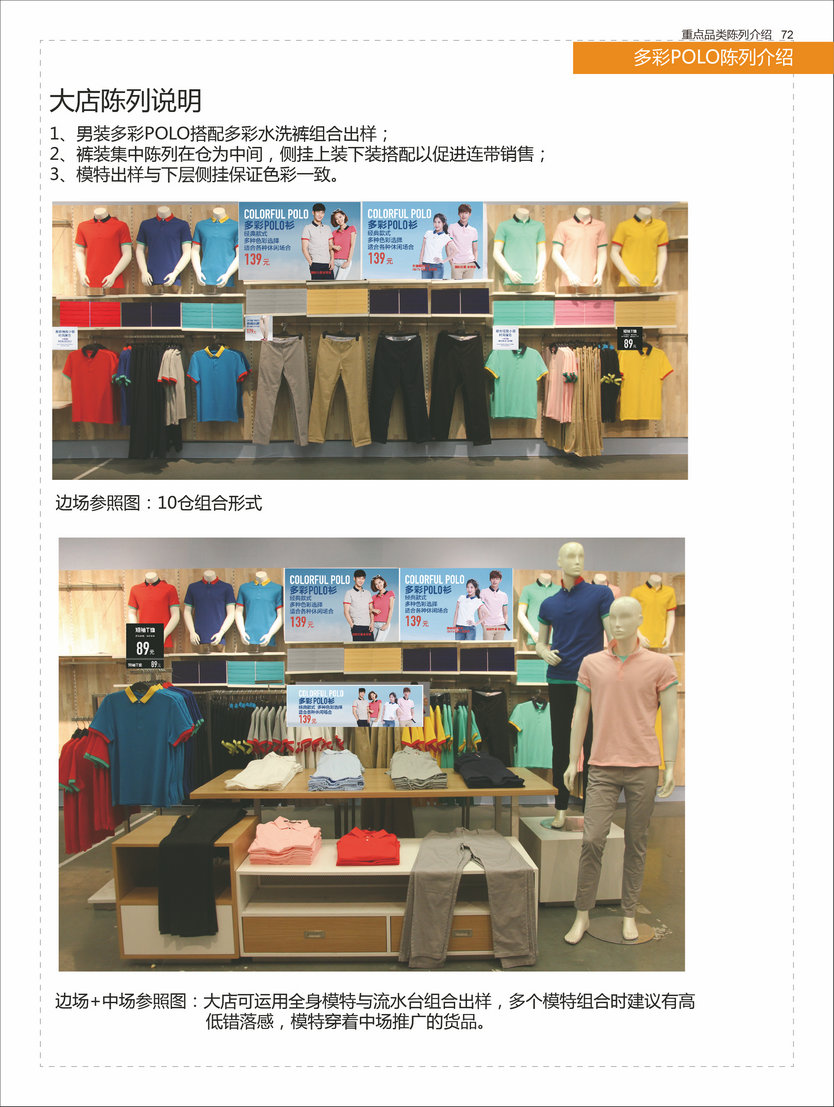 重点品类陈列介绍 72
多彩POLO陈列介绍
大店陈列说明
1、男装多彩POLO搭配多彩水洗裤组合出样；
2、裤装集中陈列在仓为中间，侧挂上装下装搭配以促进连带销售；
3、模特出样与下层侧挂保证色彩一致。
COLORFUL POLO
多彩POLO衫
经典款式
多种色彩选择
适合各种休闲场合
139元
COLORFUL POLO
多彩POLO衫
经典款式
多种色彩选择
适合各种休闲场合
139元
89元
边场参照图：10仓组合形式
COLORFUL POLO
多彩POLO衫
经典款式
多种色彩选择
适合各种休闲场合
139元
COLORFUL POLO
多彩POLO衫
经典款式
多种色彩选择
适合各种休闲场合
139元
短袖T恤
89元
短袖T恤 89元
COLORFUL POLO
多彩POLO衫
经典款式 多种色彩选择
适合各种休闲场合
139元
边场+中场参照图：大店可运用全身模特与流水台组合出样，多个模特组合时建议有高
低错落感，模特穿着中场推广的货品。